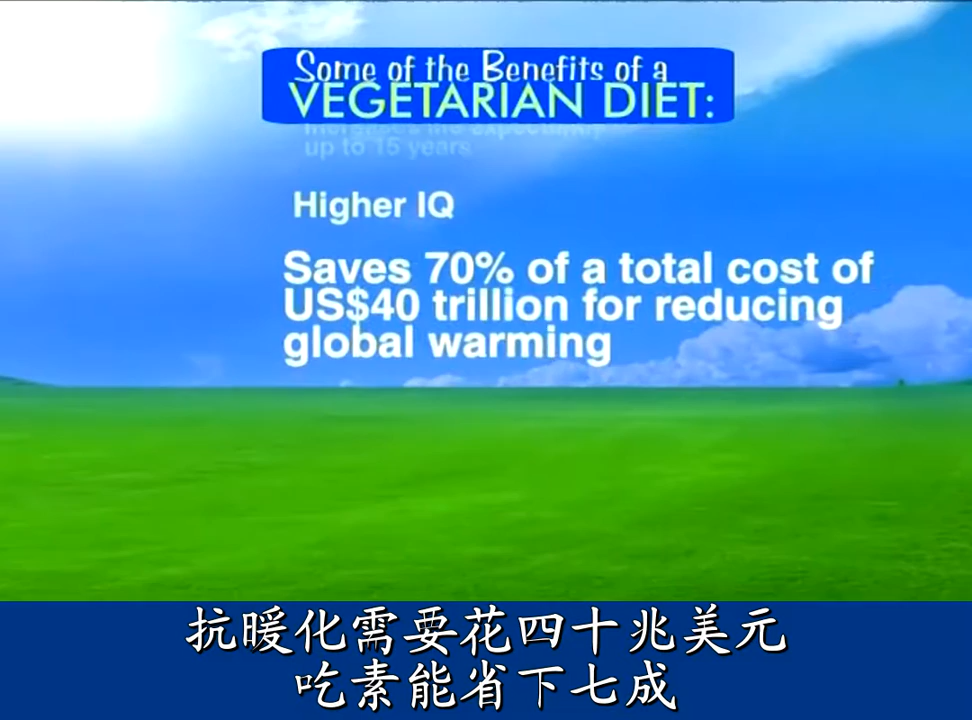 Some of the Benefits of a
VEGETARIAN DIET:
up to 15 years
Higher IQ
Saves 70% of a total cost of
US$40 trillion for reducing
global warming
抗暖化需要花四十兆美元
吃素能省下七成